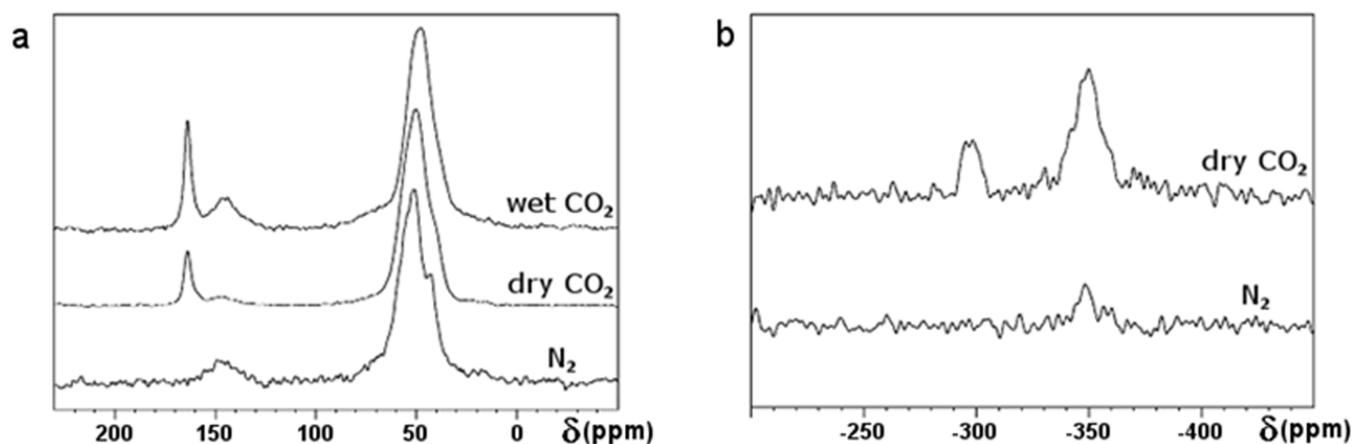 a
wet CO₂
dry CO₂
N₂
200 150 100 50 0 δ(ppm)
b
dry CO₂
N₂
-250 -300 -350 -400 δ(ppm)